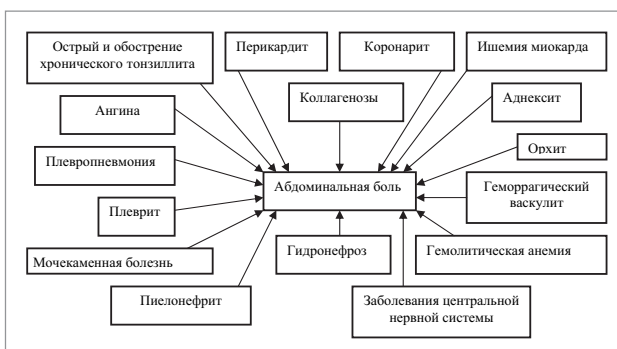 Острый и обострение
хронического тонзиллита
Перикардит
Коронарит
Ишемия миокарда
Ангина
Коллагенозы
Аднексит
Плевропневмония
Орхит
Абдоминальная боль
Геморрагический
васкулит
Плеврит
Мочекаменная болезнь
Гидронефроз
Гемолитическая анемия
Пиелонефрит
Заболевания центральной
нервной системы